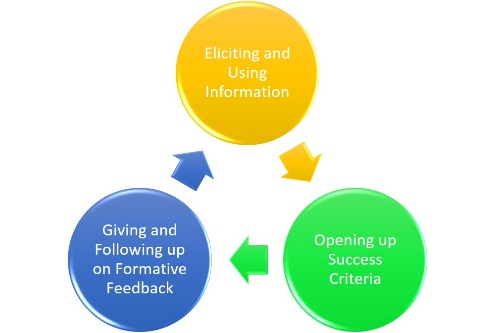 Eliciting and
Using
Information
Opening up
Success
Criteria
Giving and
Following up
on Formative
Feedback